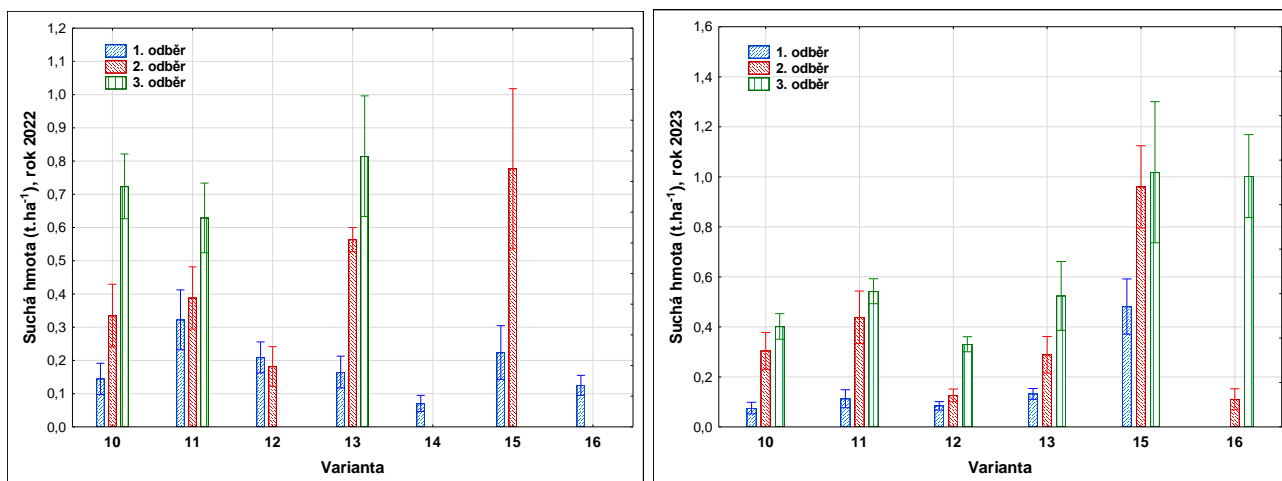 1,2
1,1
1,0
0,9
0,8
0,7
0,6
0,5
0,4
0,3
0,2
0,1
0,0
Suchá hmota (t.ha⁻¹), rok 2022
1. odběr
2. odběr
3. odběr
10 11 12 13 14 15 16
Varianta
1,6
1,4
1,2
1,0
0,8
0,6
0,4
0,2
0,0
Suchá hmota (t.ha⁻¹), rok 2023
1. odběr
2. odběr
3. odběr
10 11 12 13 15 16
Varianta